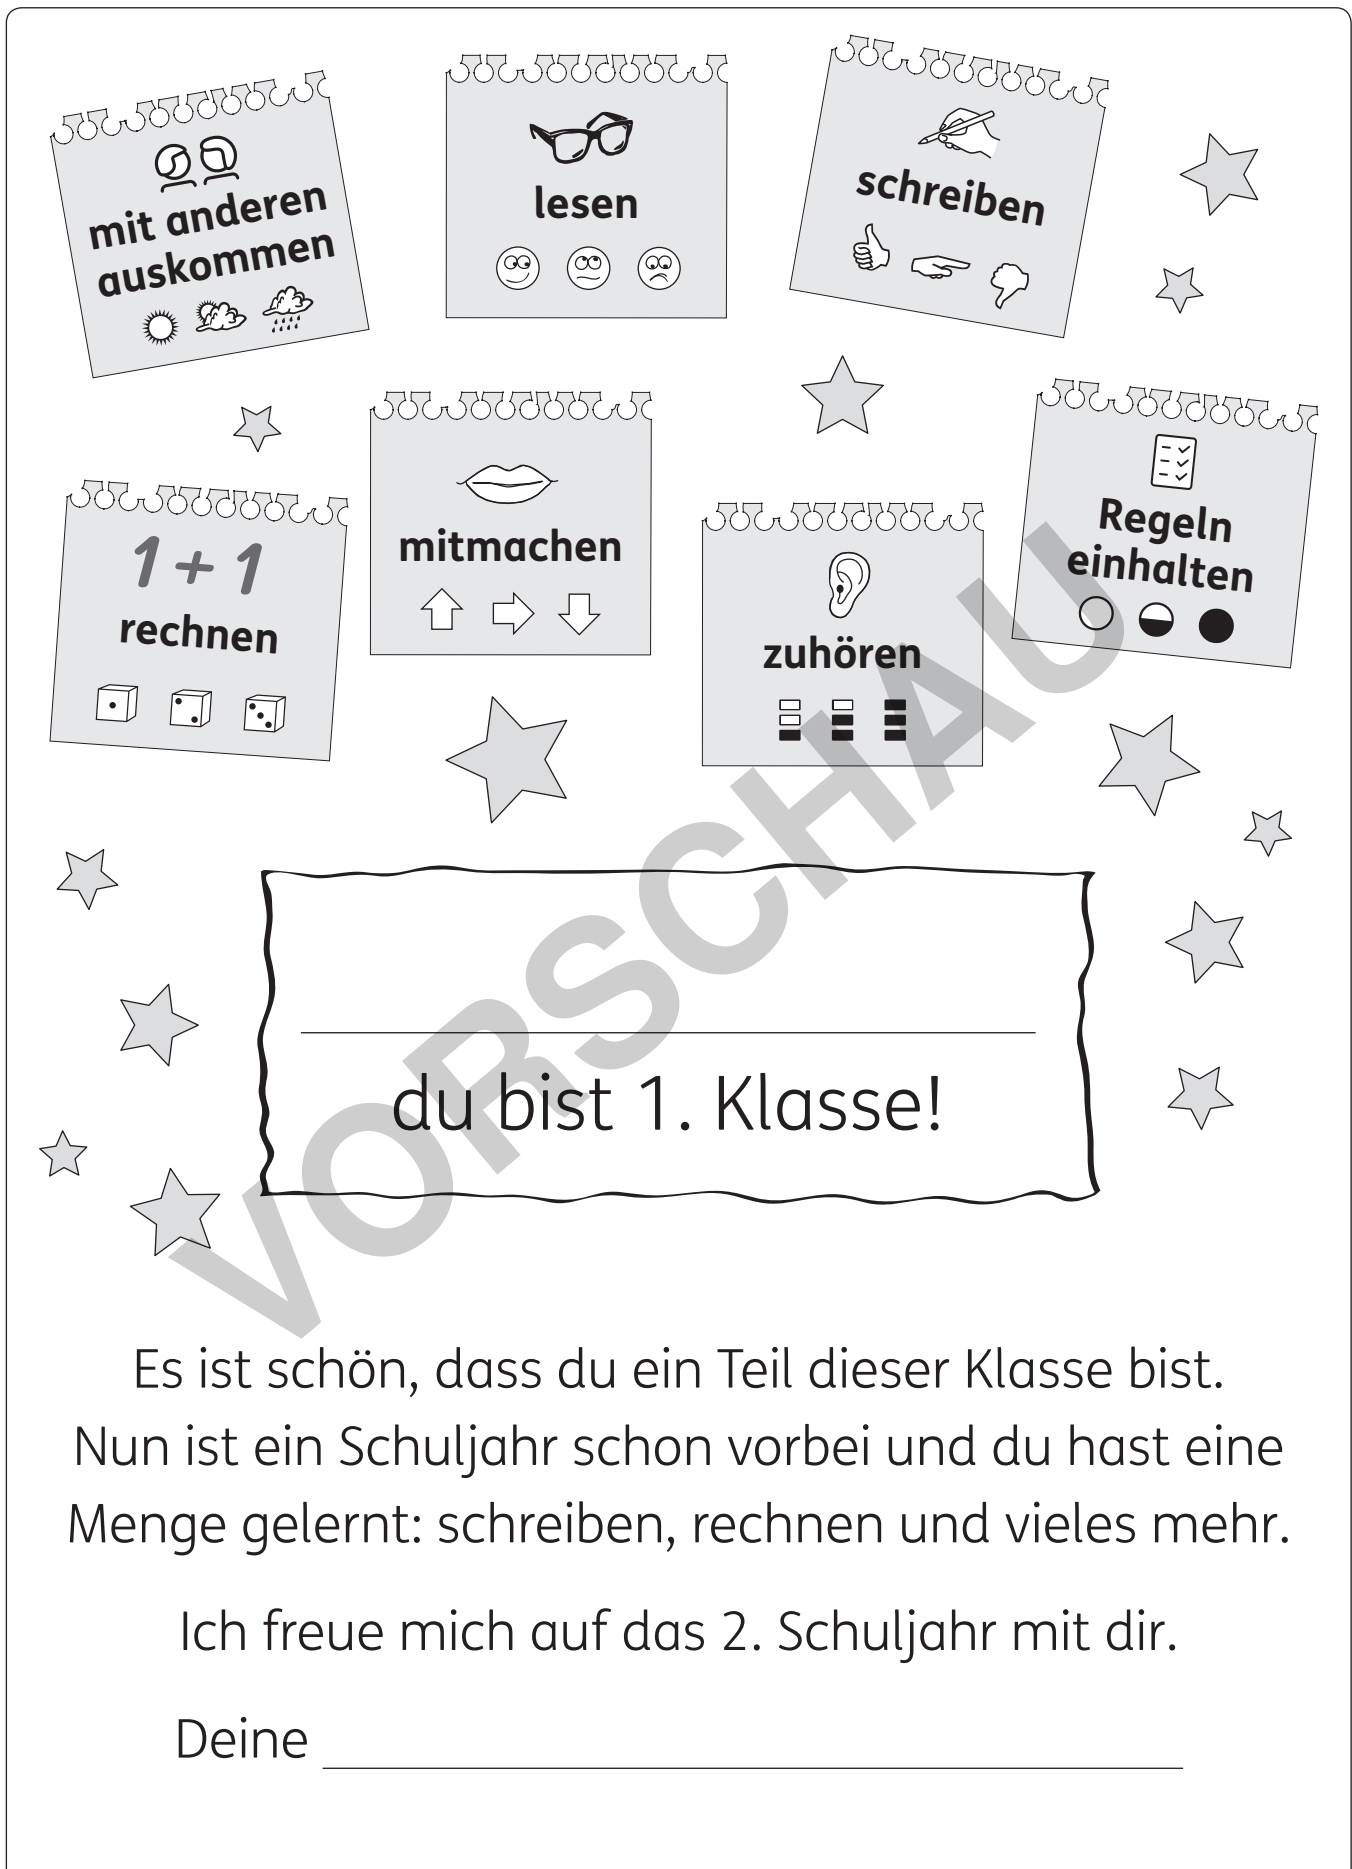 mit anderen
auskommen
lesen
schreiben
1 + 1
rechnen
mitmachen
zuhören
Regeln
einhalten
du bist 1. Klasse!
Es ist schön, dass du ein Teil dieser Klasse bist.
Nun ist ein Schuljahr schon vorbei und du hast eine
Menge gelernt: schreiben, rechnen und vieles mehr.
Ich freue mich auf das 2. Schuljahr mit dir.
Deine
VORSCHAU